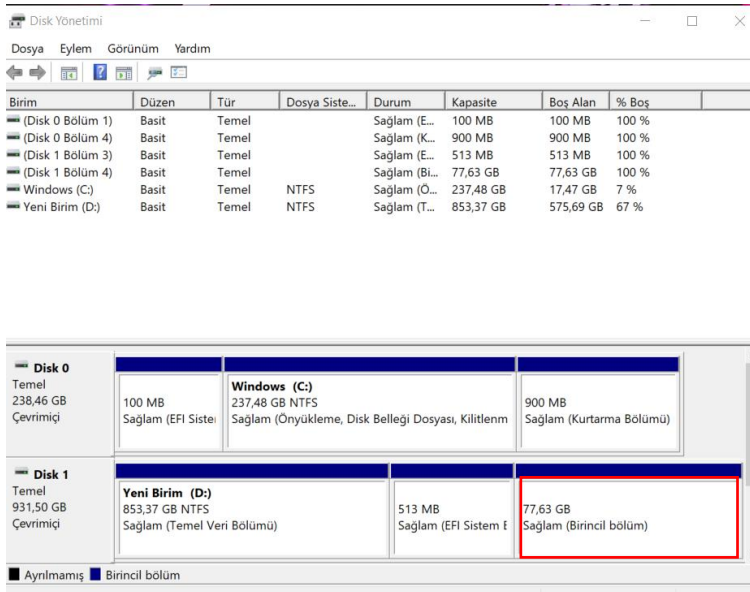 Disk Yönetimi
Dosya Eylem Görünüm Yardım
Birim Düzen Tür Dosya Siste... Durum Kapasite Boş Alan % Boş
(Disk 0 Bölüm 1) Basit Temel Sağlam (E... 100 MB 100 MB 100 %
(Disk 0 Bölüm 4) Basit Temel Sağlam (K... 900 MB 900 MB 100 %
(Disk 1 Bölüm 3) Basit Temel Sağlam (E... 513 MB 513 MB 100 %
(Disk 1 Bölüm 4) Basit Temel Sağlam (Bi... 77,63 GB 77,63 GB 100 %
Windows (C:) Basit Temel NTFS Sağlam (Ö... 237,48 GB 17,47 GB 7 %
Yeni Birim (D:) Basit Temel NTFS Sağlam (T... 853,37 GB 575,69 GB 67 %
Disk 0
Temel
238,46 GB
Çevrimiçi
100 MB
Sağlam (EFI Siste
Windows (C:)
237,48 GB NTFS
Sağlam (Önyükleme, Disk Belleği Dosyası, Kilitlenm
900 MB
Sağlam (Kurtarma Bölümü)
Disk 1
Temel
931,50 GB
Çevrimiçi
Yeni Birim (D:)
853,37 GB NTFS
Sağlam (Temel Veri Bölümü)
513 MB
Sağlam (EFI Sistem
77,63 GB
Sağlam (Birincil bölüm)
Ayrılmamış Birincil bölüm